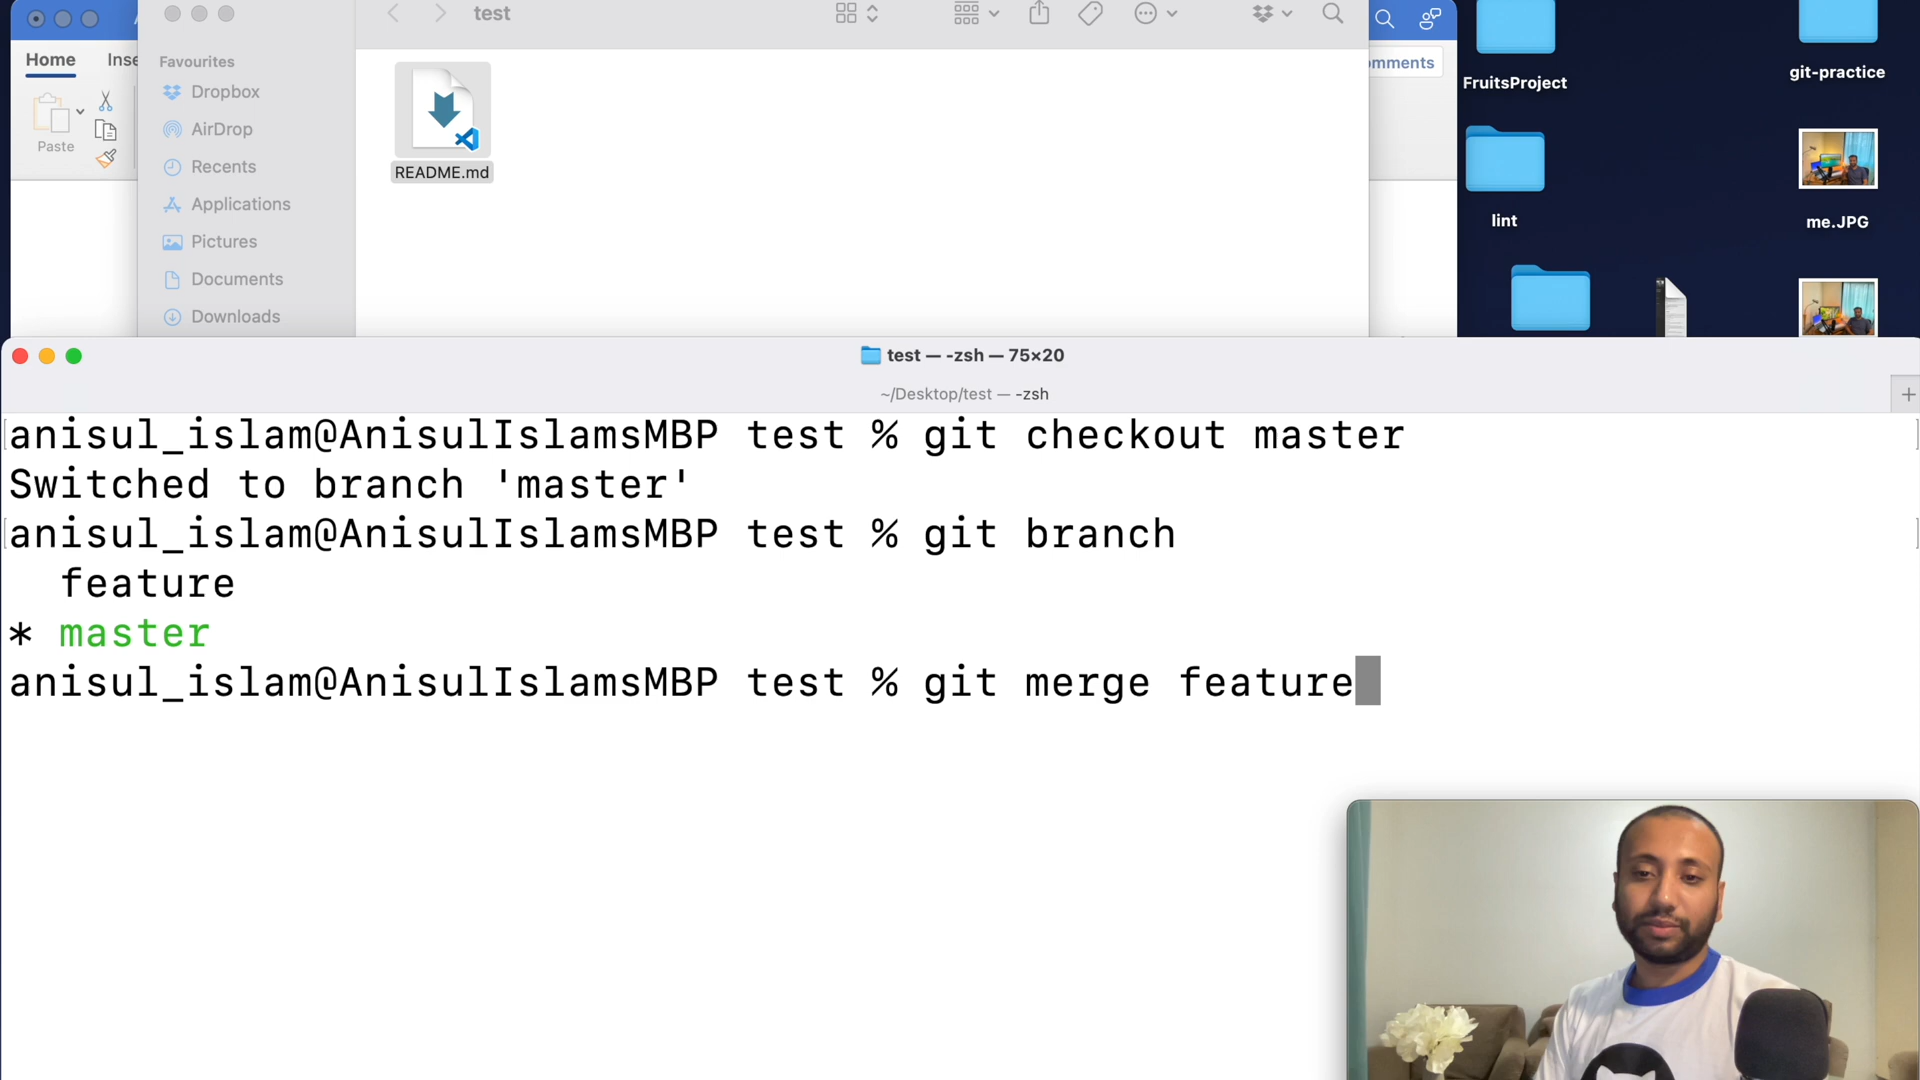 test
Home
Inse
Favourites
Dropbox
AirDrop
Recents
Applications
Pictures
Documents
Downloads
Paste
README.md
mments
FruitsProject
git-practice
lint
me.JPG
test — -zsh — 75×20
~/Desktop/test — -zsh
anisul_islam@AnisulIslamsMBP test % git checkout master
Switched to branch 'master'
anisul_islam@AnisulIslamsMBP test % git branch
feature
* master
anisul_islam@AnisulIslamsMBP test % git merge feature